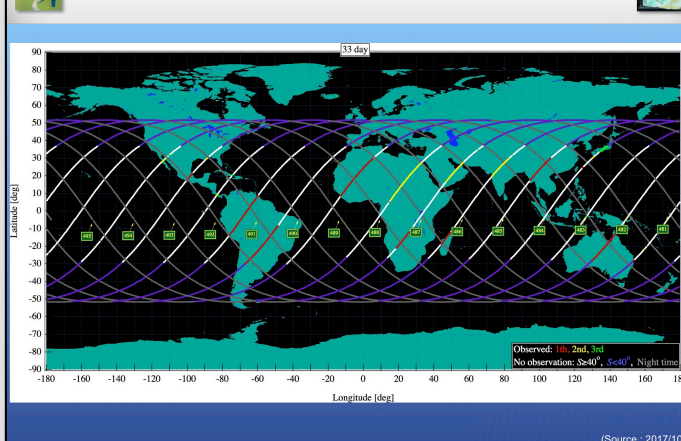 33 day
90
80
70
60
50
40
30
20
10
0
-10
-20
-30
-40
-50
-60
-70
-80
-90
Latitude [deg]
485 494 493 492 491 490 489 488 487 486 485 484 483 482 481
Observed: 1th, 2nd, 3rd
No observation: S≥40°, S<40°, Night time
-180 -160 -140 -120 -100 -80 -60 -40 -20 0 20 40 60 80 100 120 140 160 18
Longitude [deg]
(Source : 2017/10